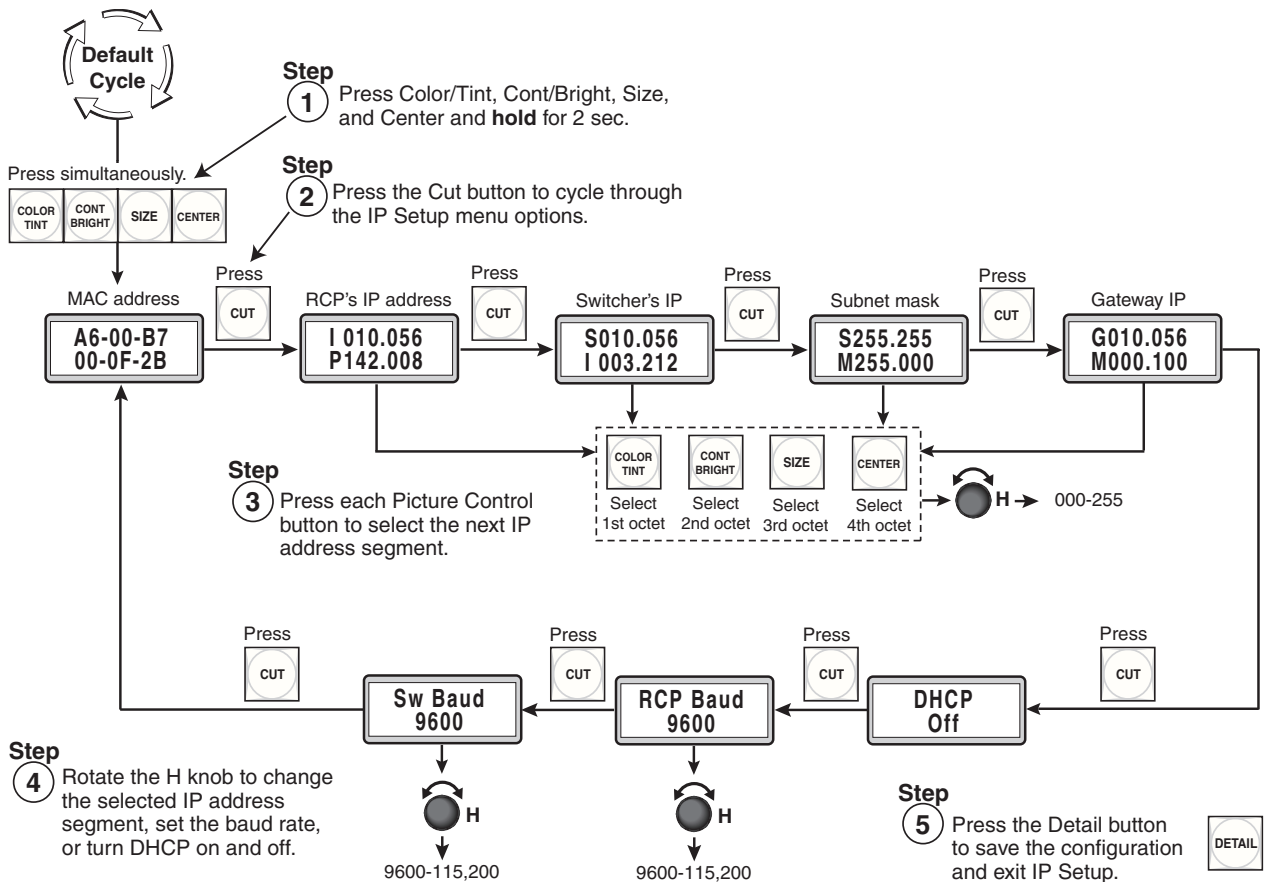 Default
Cycle
Step
1
Press Color/Tint, Cont/Bright, Size,
and Center and hold for 2 sec.
Press simultaneously.
COLOR
TINT
CONT
BRIGHT
SIZE
CENTER
Step
2
Press the Cut button to cycle through
the IP Setup menu options.
MAC address
A6-00-B7
00-0F-2B
Press
CUT
RCP's IP address
I 010.056
P142.008
Press
CUT
Switcher's IP
S010.056
I 003.212
Press
CUT
Subnet mask
S255.255
M255.000
Press
CUT
Gateway IP
G010.056
M000.100
Step
3
Press each Picture Control
button to select the next IP
address segment.
COLOR
TINT
Select
1st octet
CONT
BRIGHT
Select
2nd octet
SIZE
Select
3rd octet
CENTER
Select
4th octet
H
000-255
Press
CUT
DHCP
Off
Press
CUT
RCP Baud
9600
H
9600-115,200
Press
CUT
Sw Baud
9600
H
9600-115,200
Press
CUT
Step
4
Rotate the H knob to change
the selected IP address
segment, set the baud rate,
or turn DHCP on and off.
Step
5
Press the Detail button
to save the configuration
and exit IP Setup.
DETAIL